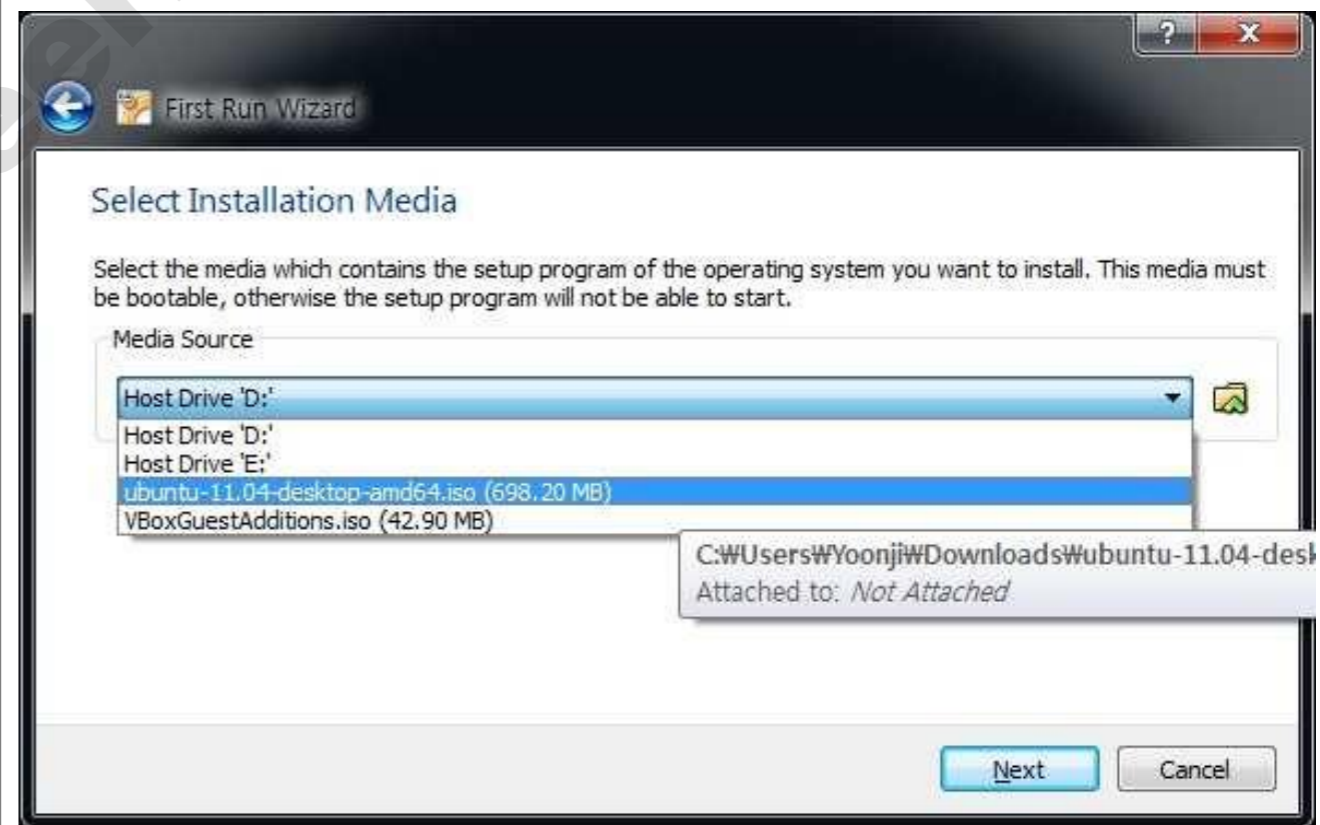 ?
x
First Run Wizard
Select Installation Media
Select the media which contains the setup program of the operating system you want to install. This media must
be bootable, otherwise the setup program will not be able to start.
Media Source
Host Drive 'D:'
Host Drive 'D:'
Host Drive 'E:'
ubuntu-11.04-desktop-amd64.iso (698.20 MB)
VBoxGuestAdditions.iso (42.90 MB)
C:₩Users₩Yoonji₩Downloads₩ubuntu-11.04-desk
Attached to: Not Attached
Next
Cancel